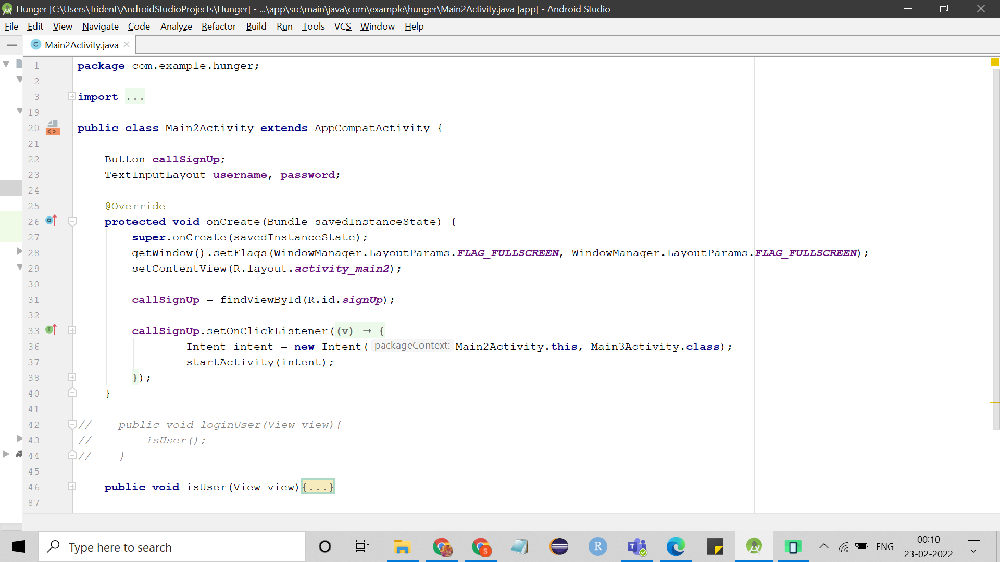 Hunger [C:\Users\Trident\AndroidStudioProjects\Hunger] - ...\app\src\main\java\com\example\hunger\Main2Activity.java [app] - Android Studio
File Edit View Navigate Code Analyze Refactor Build Run Tools VCS Window Help
C Main2Activity.java
1 package com.example.hunger;
2
3 import ...
19
20 <> public class Main2Activity extends AppCompatActivity {
21
22 Button callSignUp;
23 TextInputLayout username, password;
24
25 @Override
26 protected void onCreate(Bundle savedInstanceState) {
27 super.onCreate(savedInstanceState);
28 getWindow().setFlags(WindowManager.LayoutParams.FLAG_FULLSCREEN, WindowManager.LayoutParams.FLAG_FULLSCREEN);
29 setContentView(R.layout.activity_main2);
30
31 callSignUp = findViewById(R.id.signUp);
32
33 callSignUp.setOnClickListener((v) → {
36 Intent intent = new Intent( packageContext: Main2Activity.this, Main3Activity.class);
37 startActivity(intent);
38 });
40 }
41
42 // public void loginUser(View view){
43 // isUser();
44 // }
45
46 public void isUser(View view){...}
87
Type here to search
S
R
T
ENG
00:10
23-02-2022